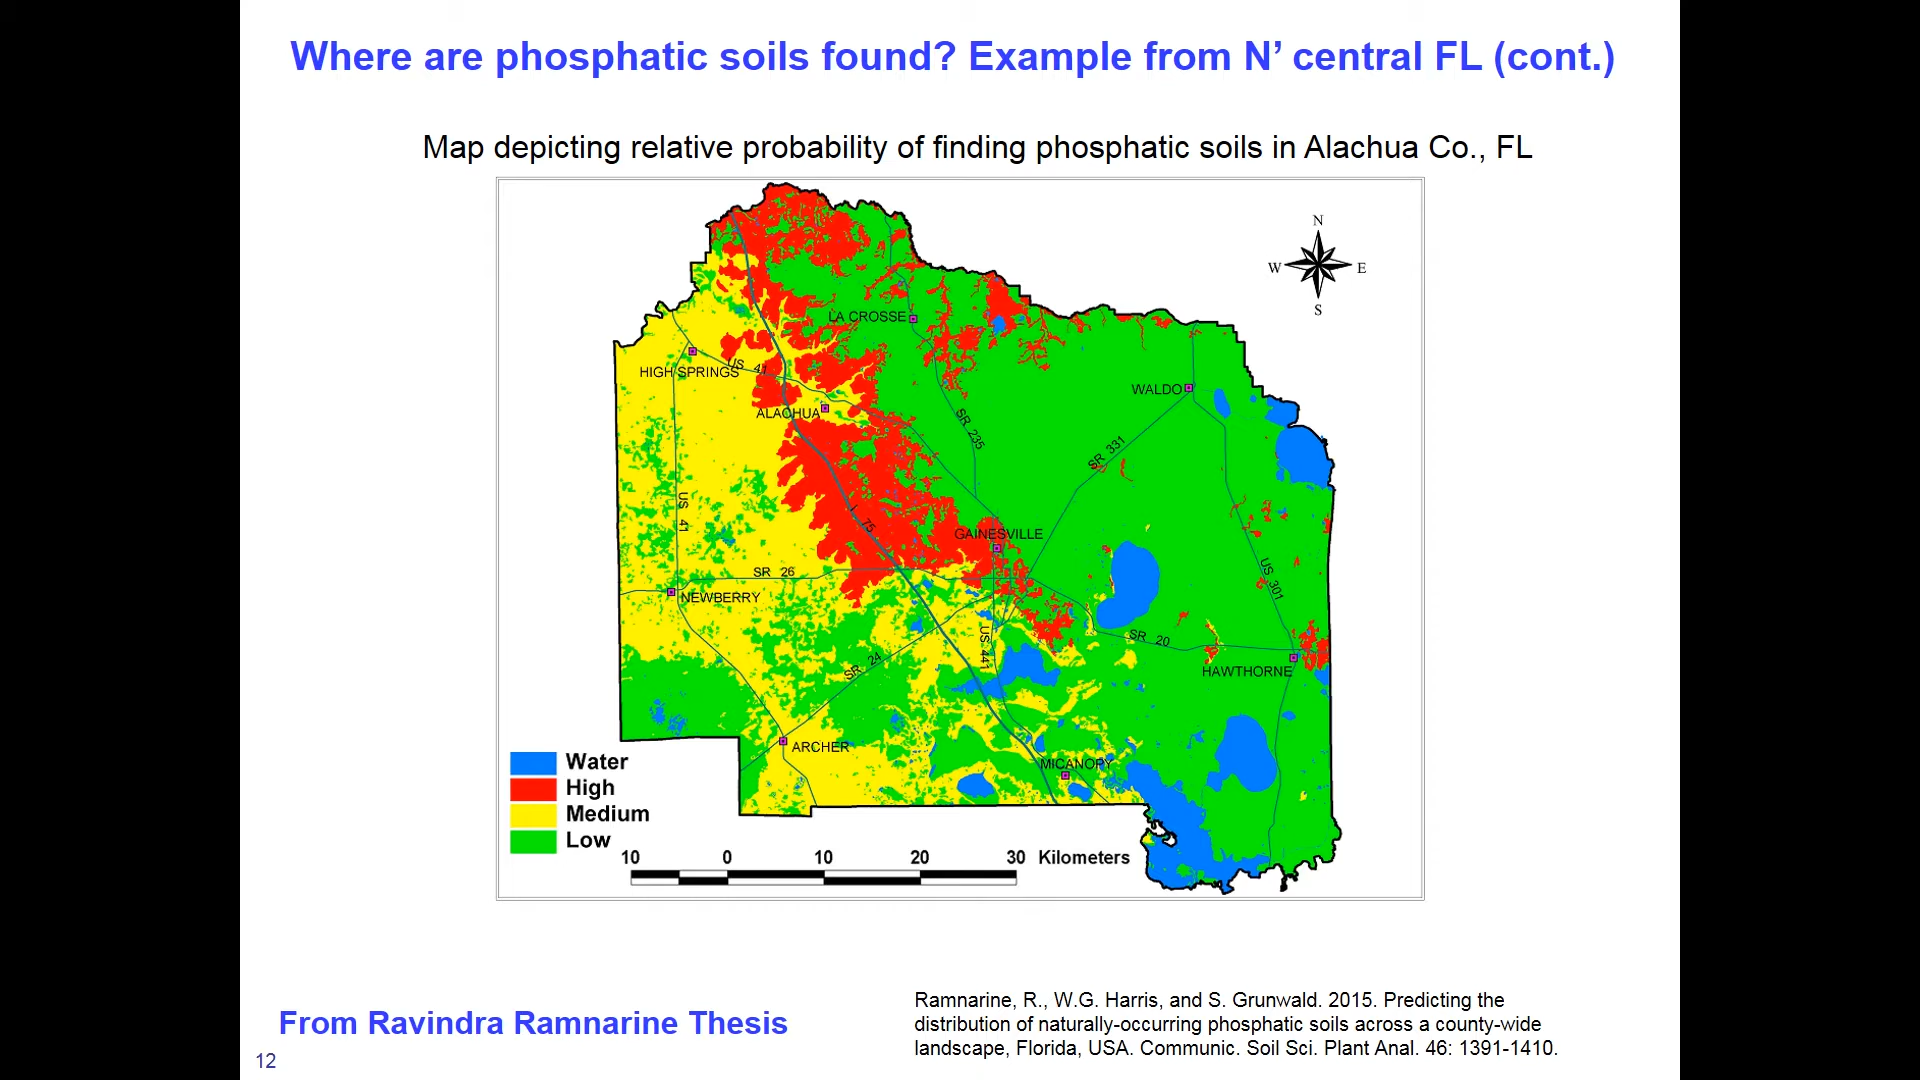 Where are phosphatic soils found? Example from N’ central FL (cont.)
Map depicting relative probability of finding phosphatic soils in Alachua Co., FL
N
W
E
S
LA CROSSE
HIGH SPRINGS
US 41
WALDO
ALACHUA
SR 235
SR 331
US 41
I 75
GAINESVILLE
SR 26
US 301
NEWBERRY
SR 20
US 441
SR 24
HAWTHORNE
ARCHER
MICANOPY
Water
High
Medium
Low
10 0 10 20 30 Kilometers
From Ravindra Ramnarine Thesis
Ramnarine, R., W.G. Harris, and S. Grunwald. 2015. Predicting the
distribution of naturally-occurring phosphatic soils across a county-wide
landscape, Florida, USA. Communic. Soil Sci. Plant Anal. 46: 1391-1410.
12